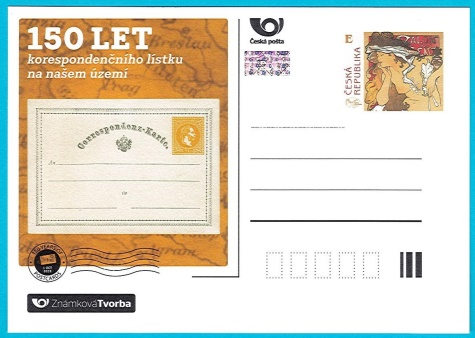 150 LET
korespondenčního lístku
na našem území
Correspondenz-Karte.
Česká pošta
E
ČESKÁ
REPUBLIKA
ZnámkováTvorba